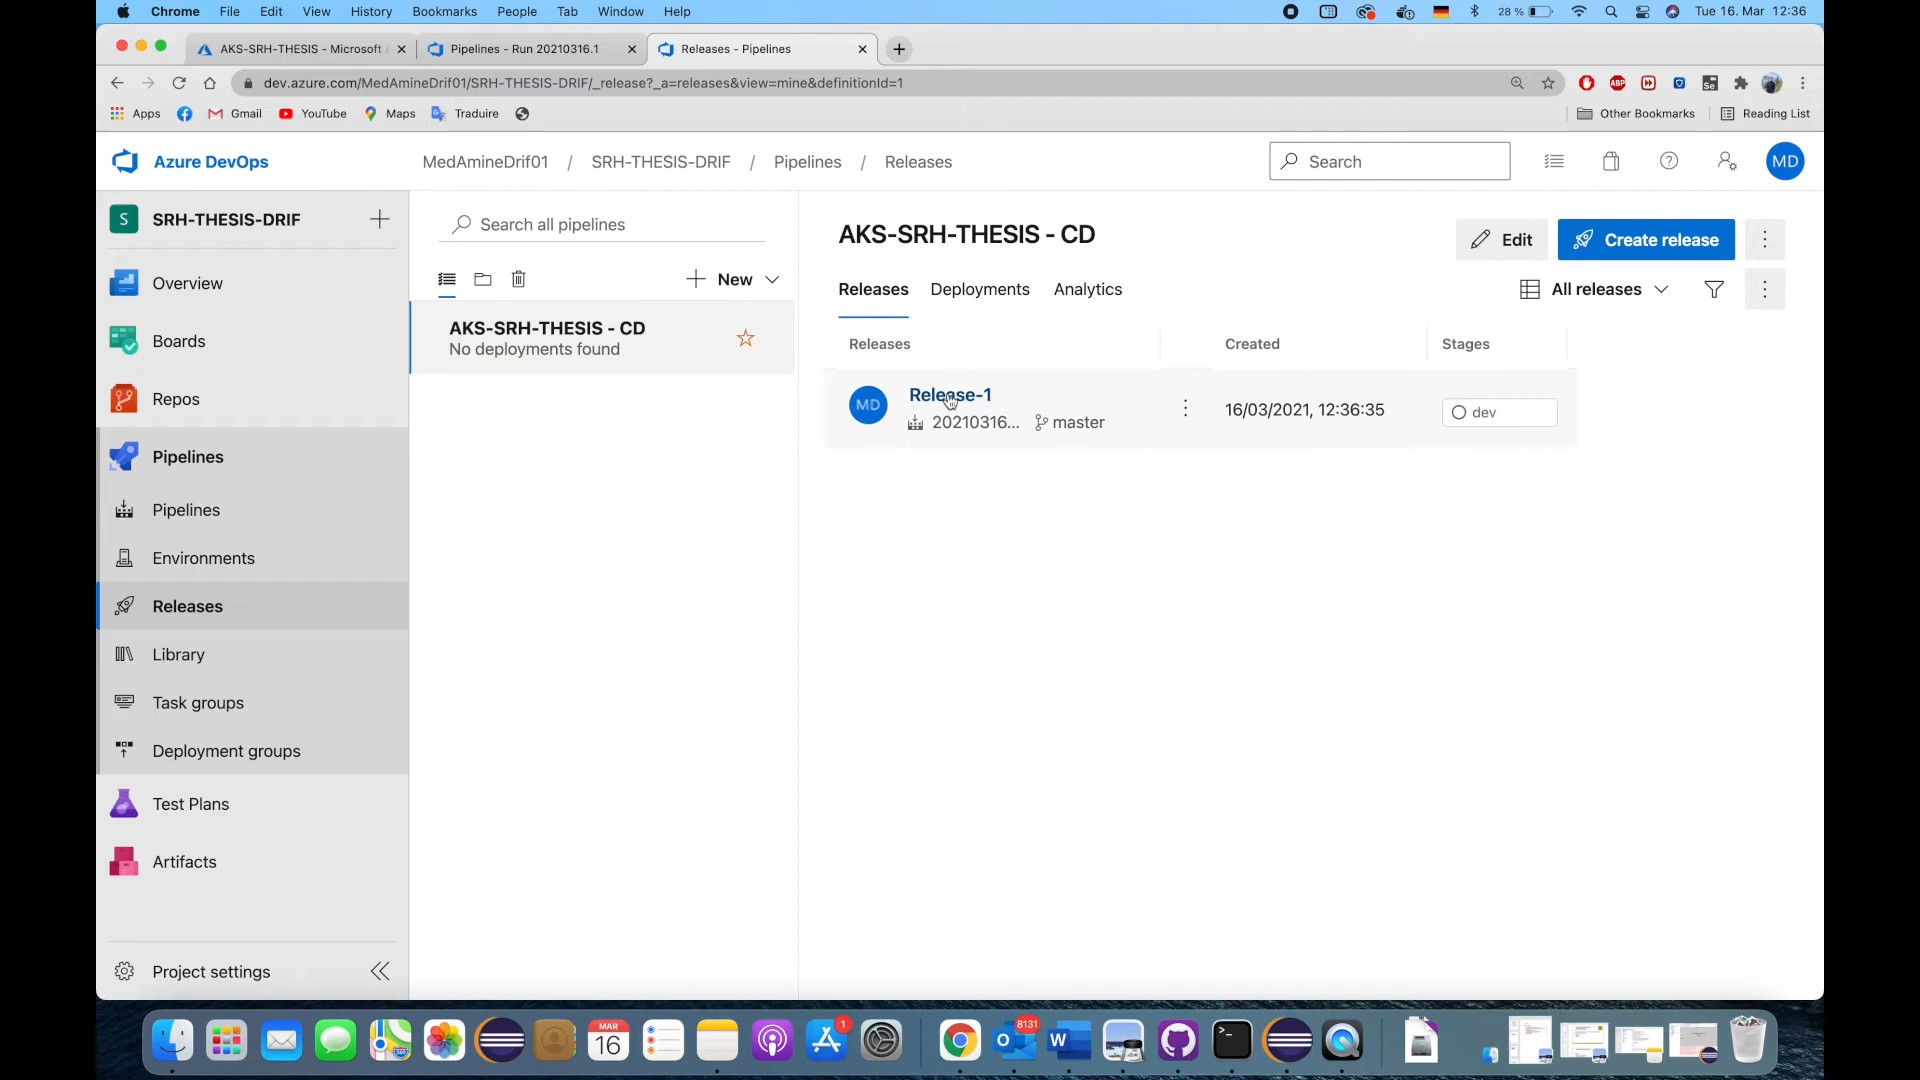 Chrome File Edit View History Bookmarks People Tab Window Help 28 % Tue 16. Mar 12:36
AKS-SRH-THESIS - Microsoft Pipelines - Run 20210316.1 Releases - Pipelines
dev.azure.com/MedAmineDrif01/SRH-THESIS-DRIF/_release?_a=releases&view=mine&definitionId=1 ABP Se
Apps Gmail YouTube Maps Traduire Other Bookmarks Reading List
Azure DevOps MedAmineDrif01 / SRH-THESIS-DRIF / Pipelines / Releases Search MD
S SRH-THESIS-DRIF
Overview
Boards
Repos
Pipelines
Pipelines
Environments
Releases
Library
Task groups
Deployment groups
Test Plans
Artifacts
Project settings
Search all pipelines
New
AKS-SRH-THESIS - CD
No deployments found
AKS-SRH-THESIS - CD
Edit Create release
Releases Deployments Analytics All releases
Releases Created Stages
MD Release-1
20210316... master 16/03/2021, 12:36:35 dev
MAR 16 1 8131 O W >_